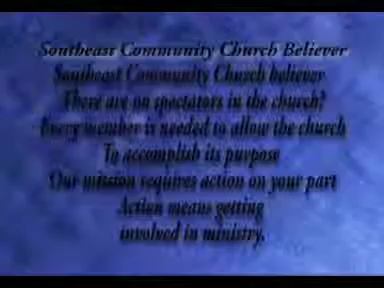 Southeast Community Church Believer
Southeast Community Church believer
There are on spectators in the church?
Every member is needed to allow the church
To accomplish its purpose
Our mission requires action on your part
Action means getting
involved in ministry.